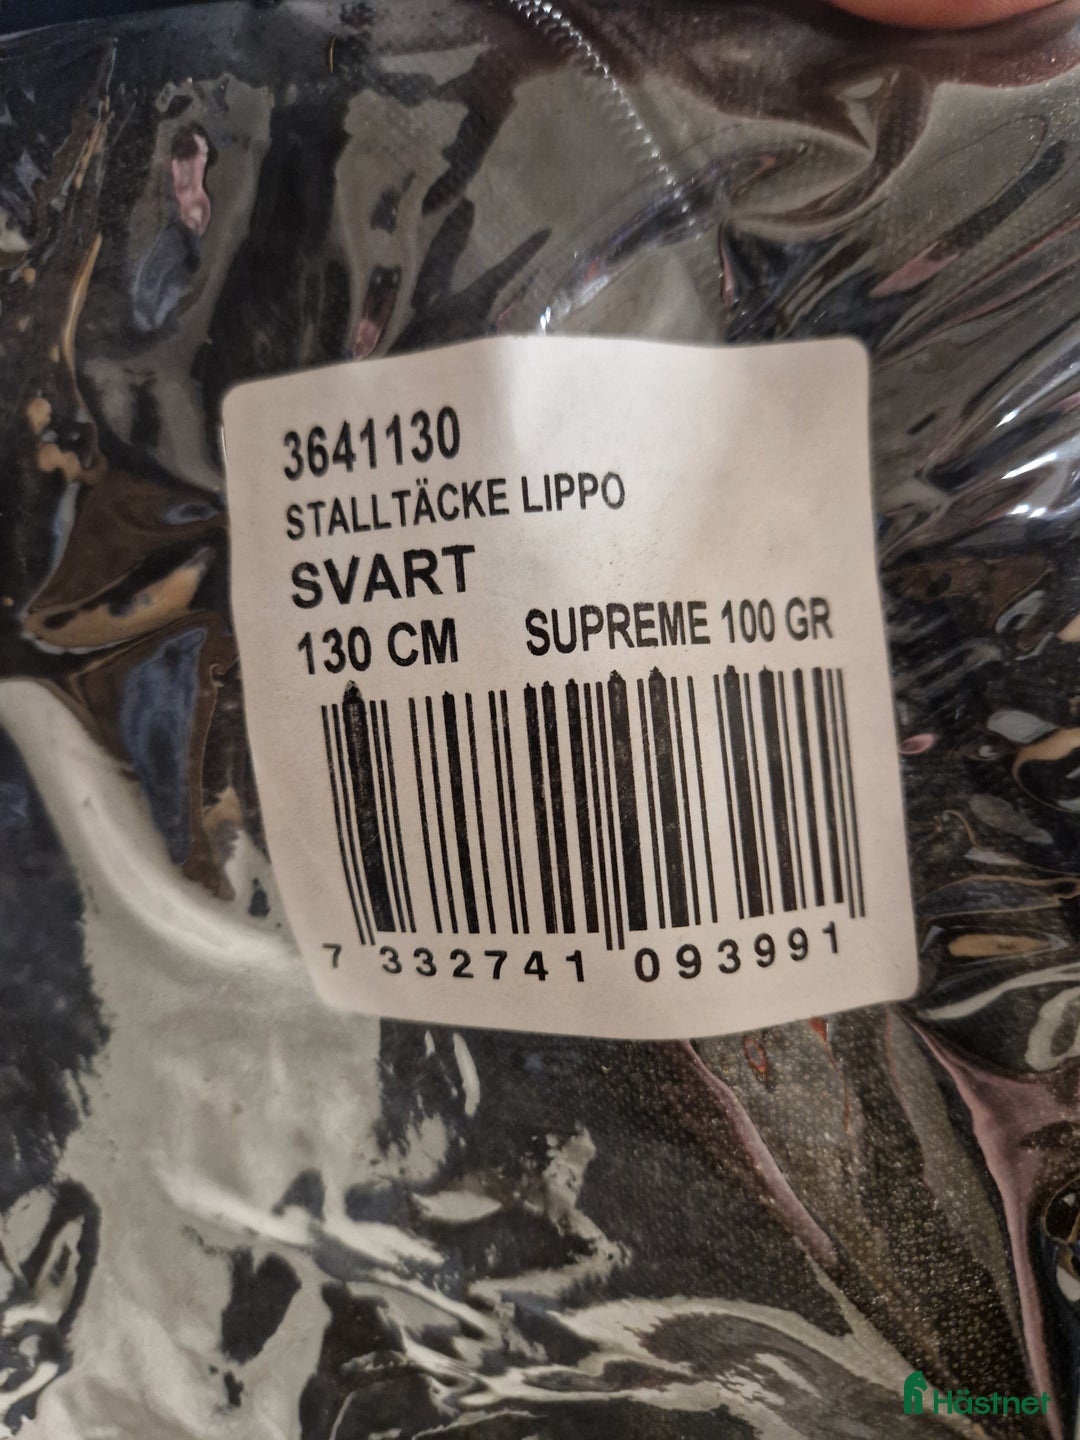 3641130
STALLTÄCKE LIPPO
SVART
130 CM SUPREME 100 GR
7 332741 093991
Hästnet